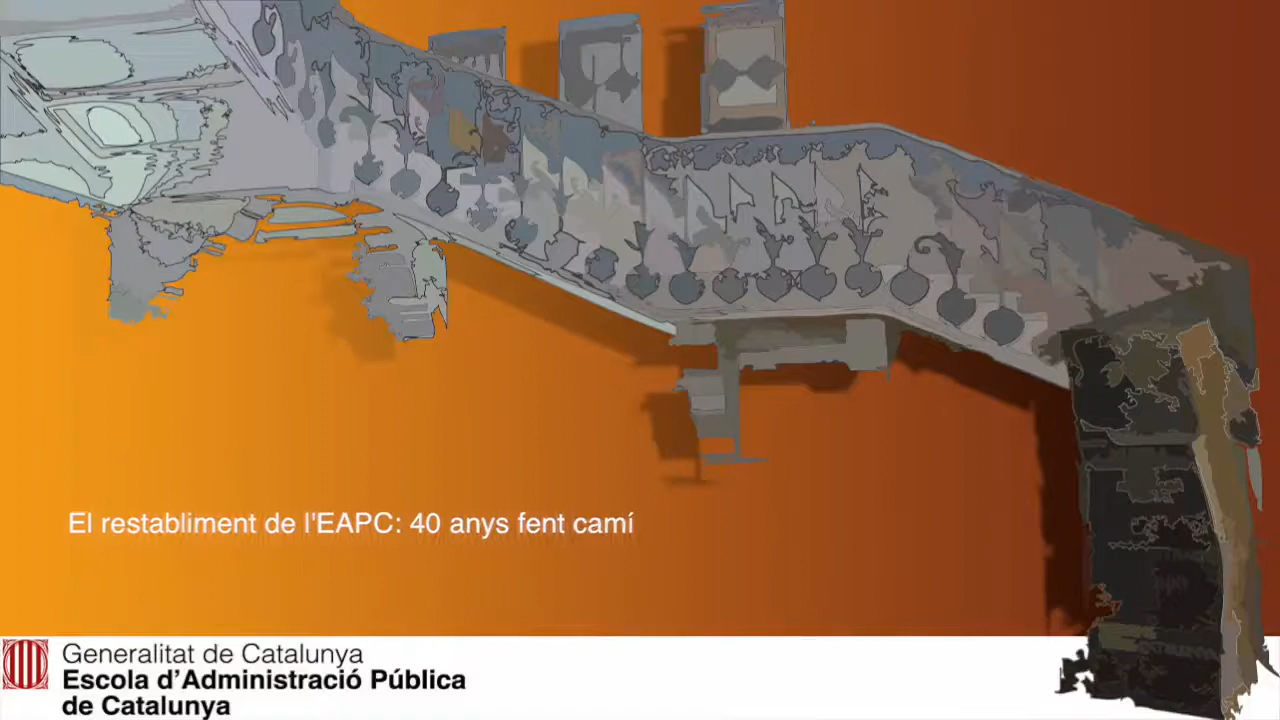 El restabliment de l'EAPC: 40 anys fent camí
Generalitat de Catalunya
Escola d'Administració Pública
de Catalunya